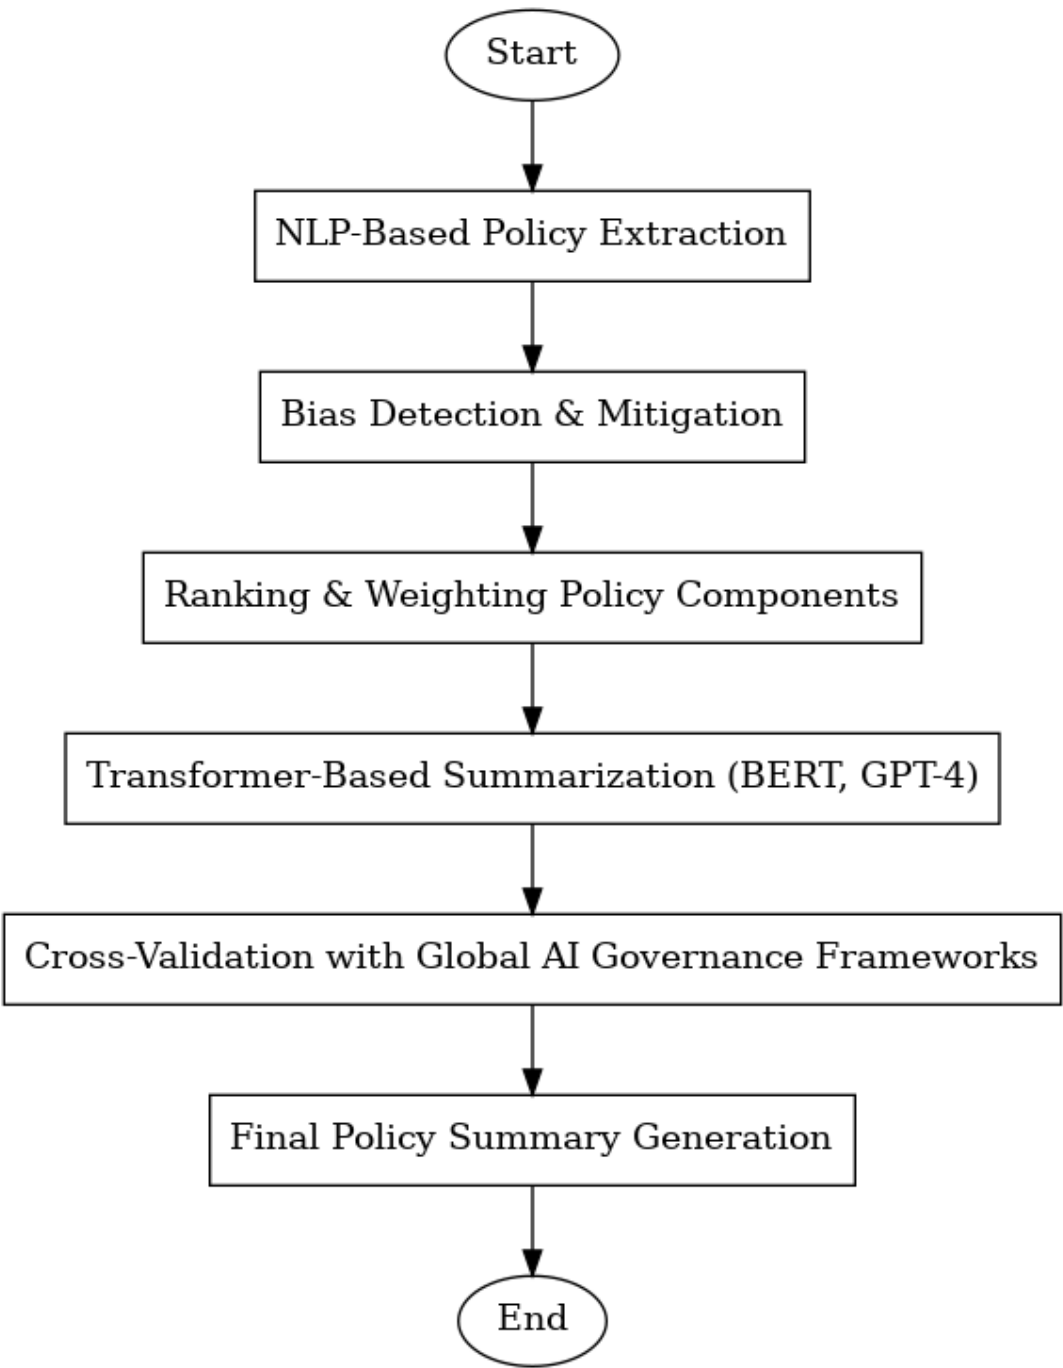 Start
NLP-Based Policy Extraction
Bias Detection & Mitigation
Ranking & Weighting Policy Components
Transformer-Based Summarization (BERT, GPT-4)
Cross-Validation with Global AI Governance Frameworks
Final Policy Summary Generation
End